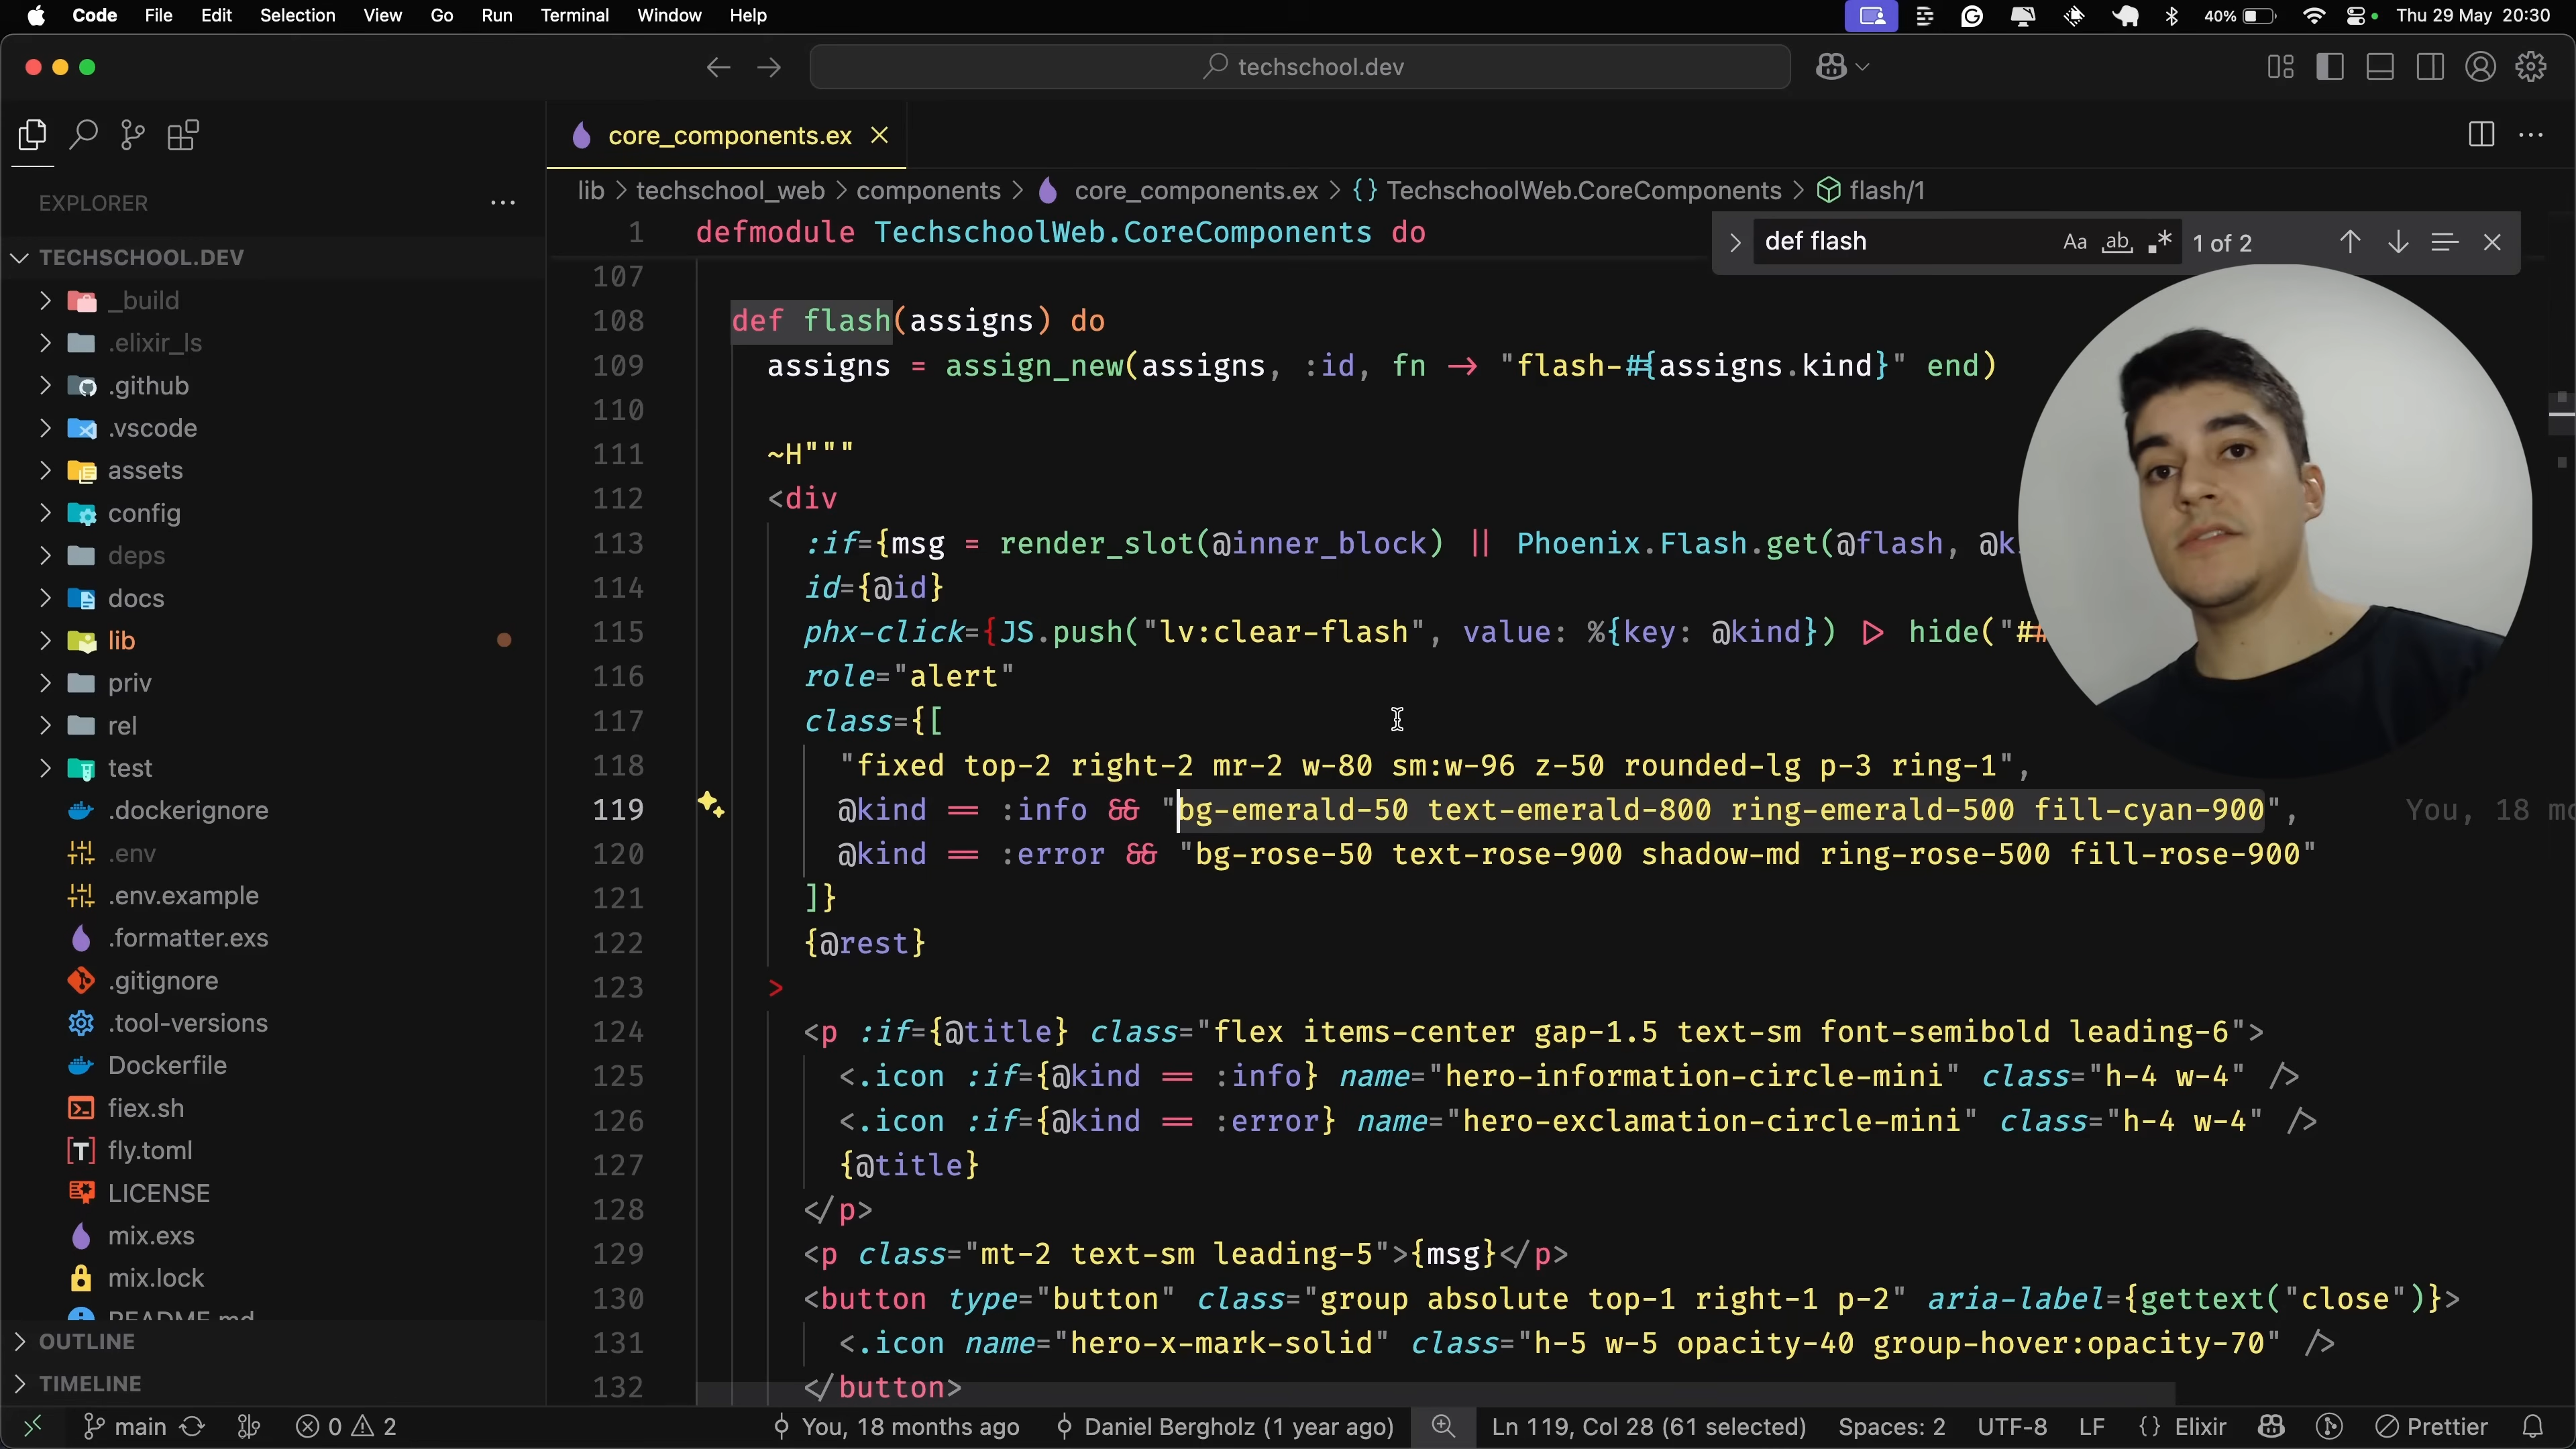 Code File Edit Selection View Go Run Terminal Window Help 40% Thu 29 May 20:30
techschool.dev
core_components.ex
EXPLORER
lib > techschool_web > components > core_components.ex > {} TechschoolWeb.CoreComponents > flash/1
TECHSCHOOL.DEV
_build
.elixir_ls
.github
.vscode
assets
config
deps
docs
lib
priv
rel
test
.dockerignore
.env
.env.example
.formatter.exs
.gitignore
.tool-versions
Dockerfile
fiex.sh
fly.toml
LICENSE
mix.exs
mix.lock
README.md
OUTLINE
TIMELINE
def flash Aa ab .* 1 of 2
1 defmodule TechschoolWeb.CoreComponents do
107
108 def flash(assigns) do
109 assigns = assign_new(assigns, :id, fn -> "flash-#{assigns.kind}" end)
110
111 ~H"""
112 <div
113 :if={msg = render_slot(@inner_block) || Phoenix.Flash.get(@flash, @k
114 id={@id}
115 phx-click={JS.push("lv:clear-flash", value: %{key: @kind}) |> hide("##
116 role="alert"
117 class={[
118 "fixed top-2 right-2 mr-2 w-80 sm:w-96 z-50 rounded-lg p-3 ring-1",
119 @kind == :info && "bg-emerald-50 text-emerald-800 ring-emerald-500 fill-cyan-900", You, 18 mo
120 @kind == :error && "bg-rose-50 text-rose-900 shadow-md ring-rose-500 fill-rose-900"
121 ]}
122 {@rest}
123 >
124 <p :if={@title} class="flex items-center gap-1.5 text-sm font-semibold leading-6">
125 <.icon :if={@kind == :info} name="hero-information-circle-mini" class="h-4 w-4" />
126 <.icon :if={@kind == :error} name="hero-exclamation-circle-mini" class="h-4 w-4" />
127 {@title}
128 </p>
129 <p class="mt-2 text-sm leading-5">{msg}</p>
130 <button type="button" class="group absolute top-1 right-1 p-2" aria-label={gettext("close")}>
131 <.icon name="hero-x-mark-solid" class="h-5 w-5 opacity-40 group-hover:opacity-70" />
132 </button>
main 0 2 You, 18 months ago Daniel Bergholz (1 year ago) Ln 119, Col 28 (61 selected) Spaces: 2 UTF-8 LF {} Elixir Prettier